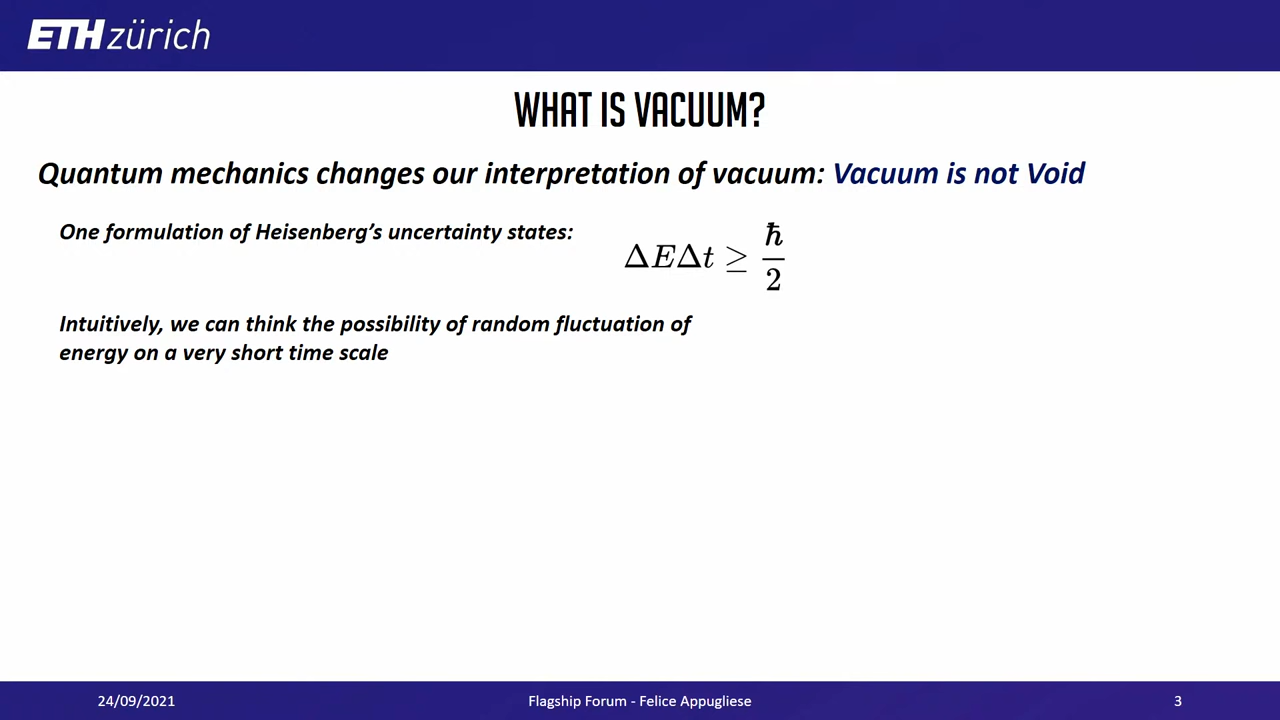 ETH zürich
WHAT IS VACUUM?
Quantum mechanics changes our interpretation of vacuum: Vacuum is not Void
One formulation of Heisenberg’s uncertainty states:
ΔEΔt ≥ ħ/2
Intuitively, we can think the possibility of random fluctuation of
energy on a very short time scale
24/09/2021
Flagship Forum - Felice Appugliese
3